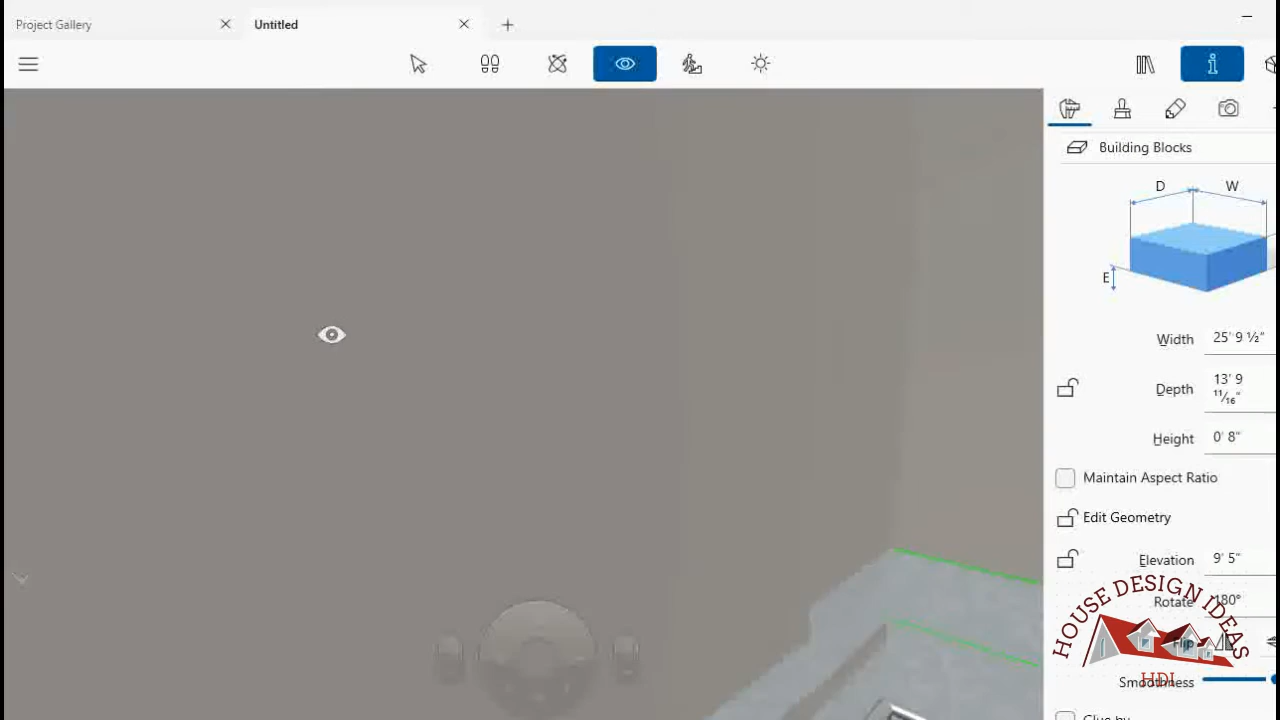 Project Gallery
Untitled
Building Blocks
D
W
E
Width
25' 9 ½"
Depth
13' 9
¹¹⁄₁₆"
Height
0' 8"
Maintain Aspect Ratio
Edit Geometry
Elevation
9' 5"
Rotate
180°
Flip
Smoothness
HOUSE DESIGN IDEAS
HDI